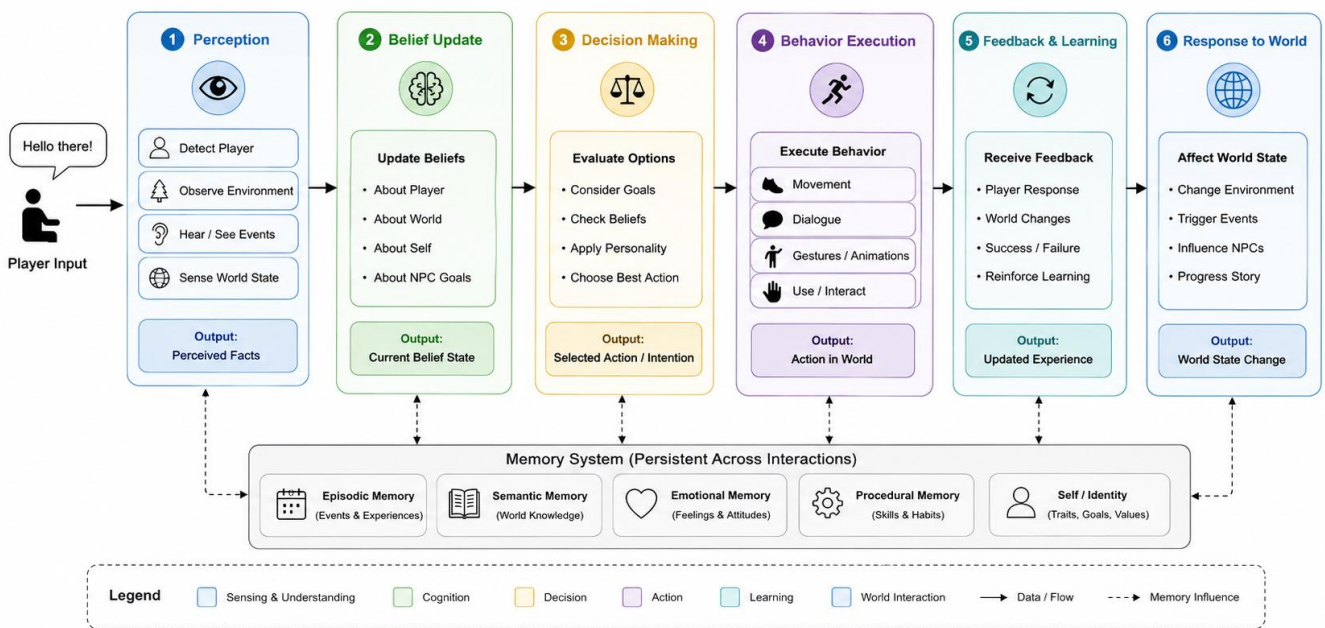 Hello there!
Player Input
1 Perception
Detect Player
Observe Environment
Hear / See Events
Sense World State
Output:
Perceived Facts
2 Belief Update
Update Beliefs
• About Player
• About World
• About Self
• About NPC Goals
Output:
Current Belief State
3 Decision Making
Evaluate Options
• Consider Goals
• Check Beliefs
• Apply Personality
• Choose Best Action
Output:
Selected Action / Intention
4 Behavior Execution
Execute Behavior
Movement
Dialogue
Gestures / Animations
Use / Interact
Output:
Action in World
5 Feedback & Learning
Receive Feedback
• Player Response
• World Changes
• Success / Failure
• Reinforce Learning
Output:
Updated Experience
6 Response to World
Affect World State
• Change Environment
• Trigger Events
• Influence NPCs
• Progress Story
Output:
World State Change
Memory System (Persistent Across Interactions)
Episodic Memory
(Events & Experiences)
Semantic Memory
(World Knowledge)
Emotional Memory
(Feelings & Attitudes)
Procedural Memory
(Skills & Habits)
Self / Identity
(Traits, Goals, Values)
Legend
Sensing & Understanding
Cognition
Decision
Action
Learning
World Interaction
Data / Flow
Memory Influence